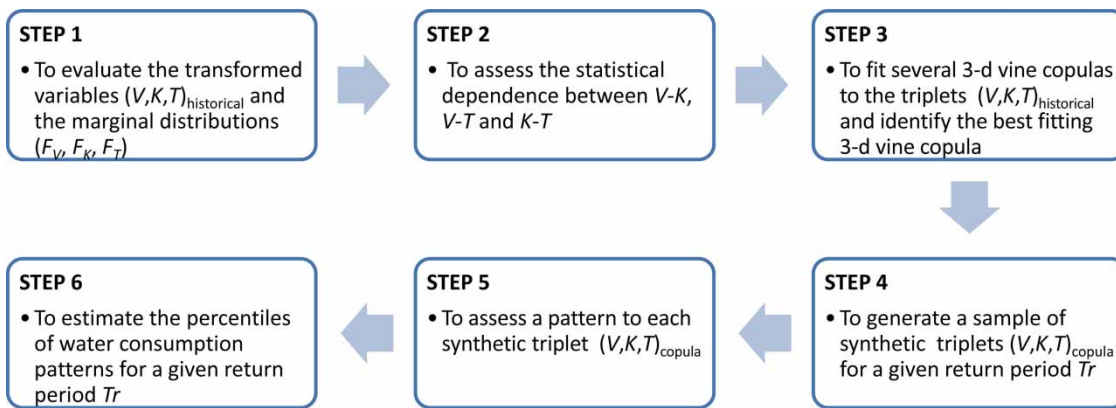 STEP 1
• To evaluate the transformed
variables (V,K,T)historical and
the marginal distributions
(FV, FK, FT)
STEP 2
• To assess the statistical
dependence between V-K,
V-T and K-T
STEP 3
• To fit several 3-d vine copulas
to the triplets (V,K,T)historical
and identify the best fitting
3-d vine copula
STEP 4
• To generate a sample of
synthetic triplets (V,K,T)copula
for a given return period Tr
STEP 5
• To assess a pattern to each
synthetic triplet (V,K,T)copula
STEP 6
• To estimate the percentiles
of water consumption
patterns for a given return
period Tr